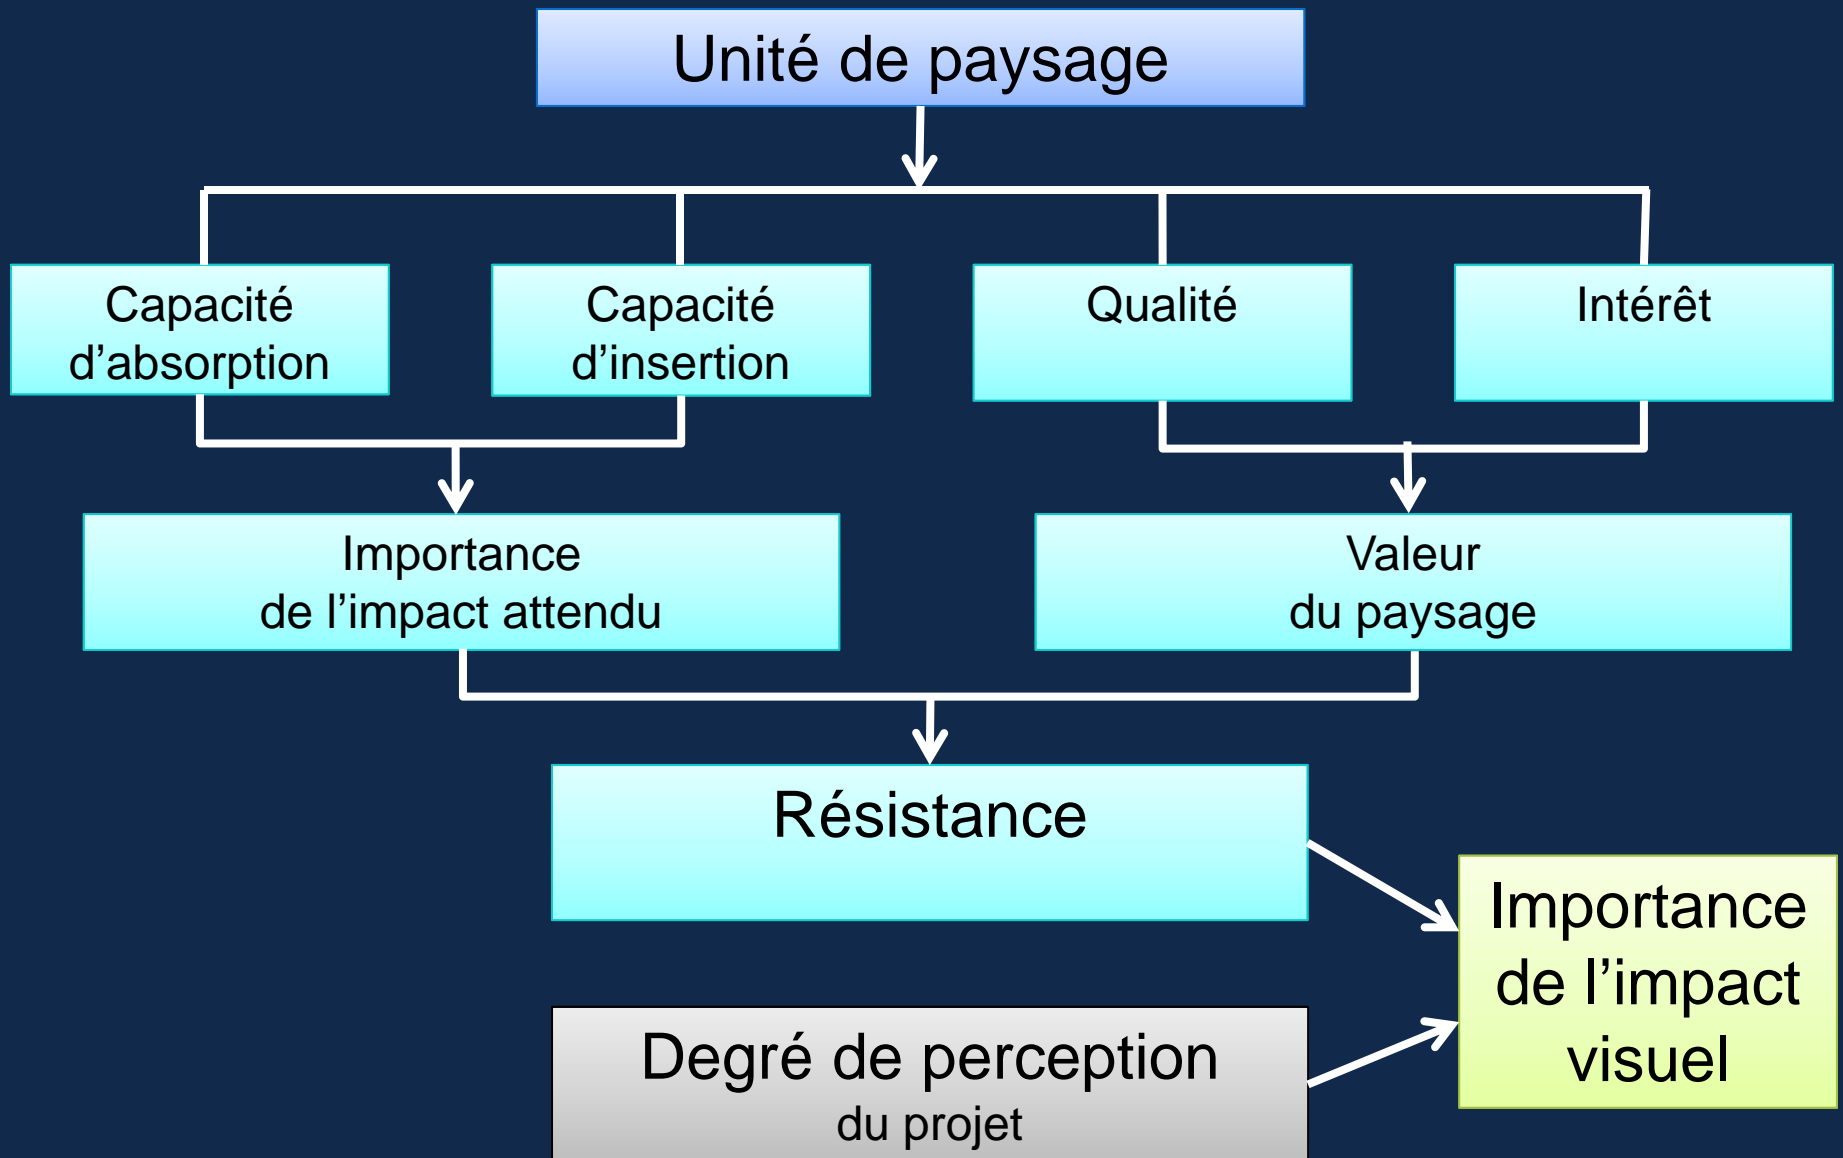 Unité de paysage
Capacité
d’absorption
Capacité
d’insertion
Qualité
Intérêt
Importance
de l’impact attendu
Valeur
du paysage
Résistance
Importance
de l’impact
visuel
Degré de perception
du projet